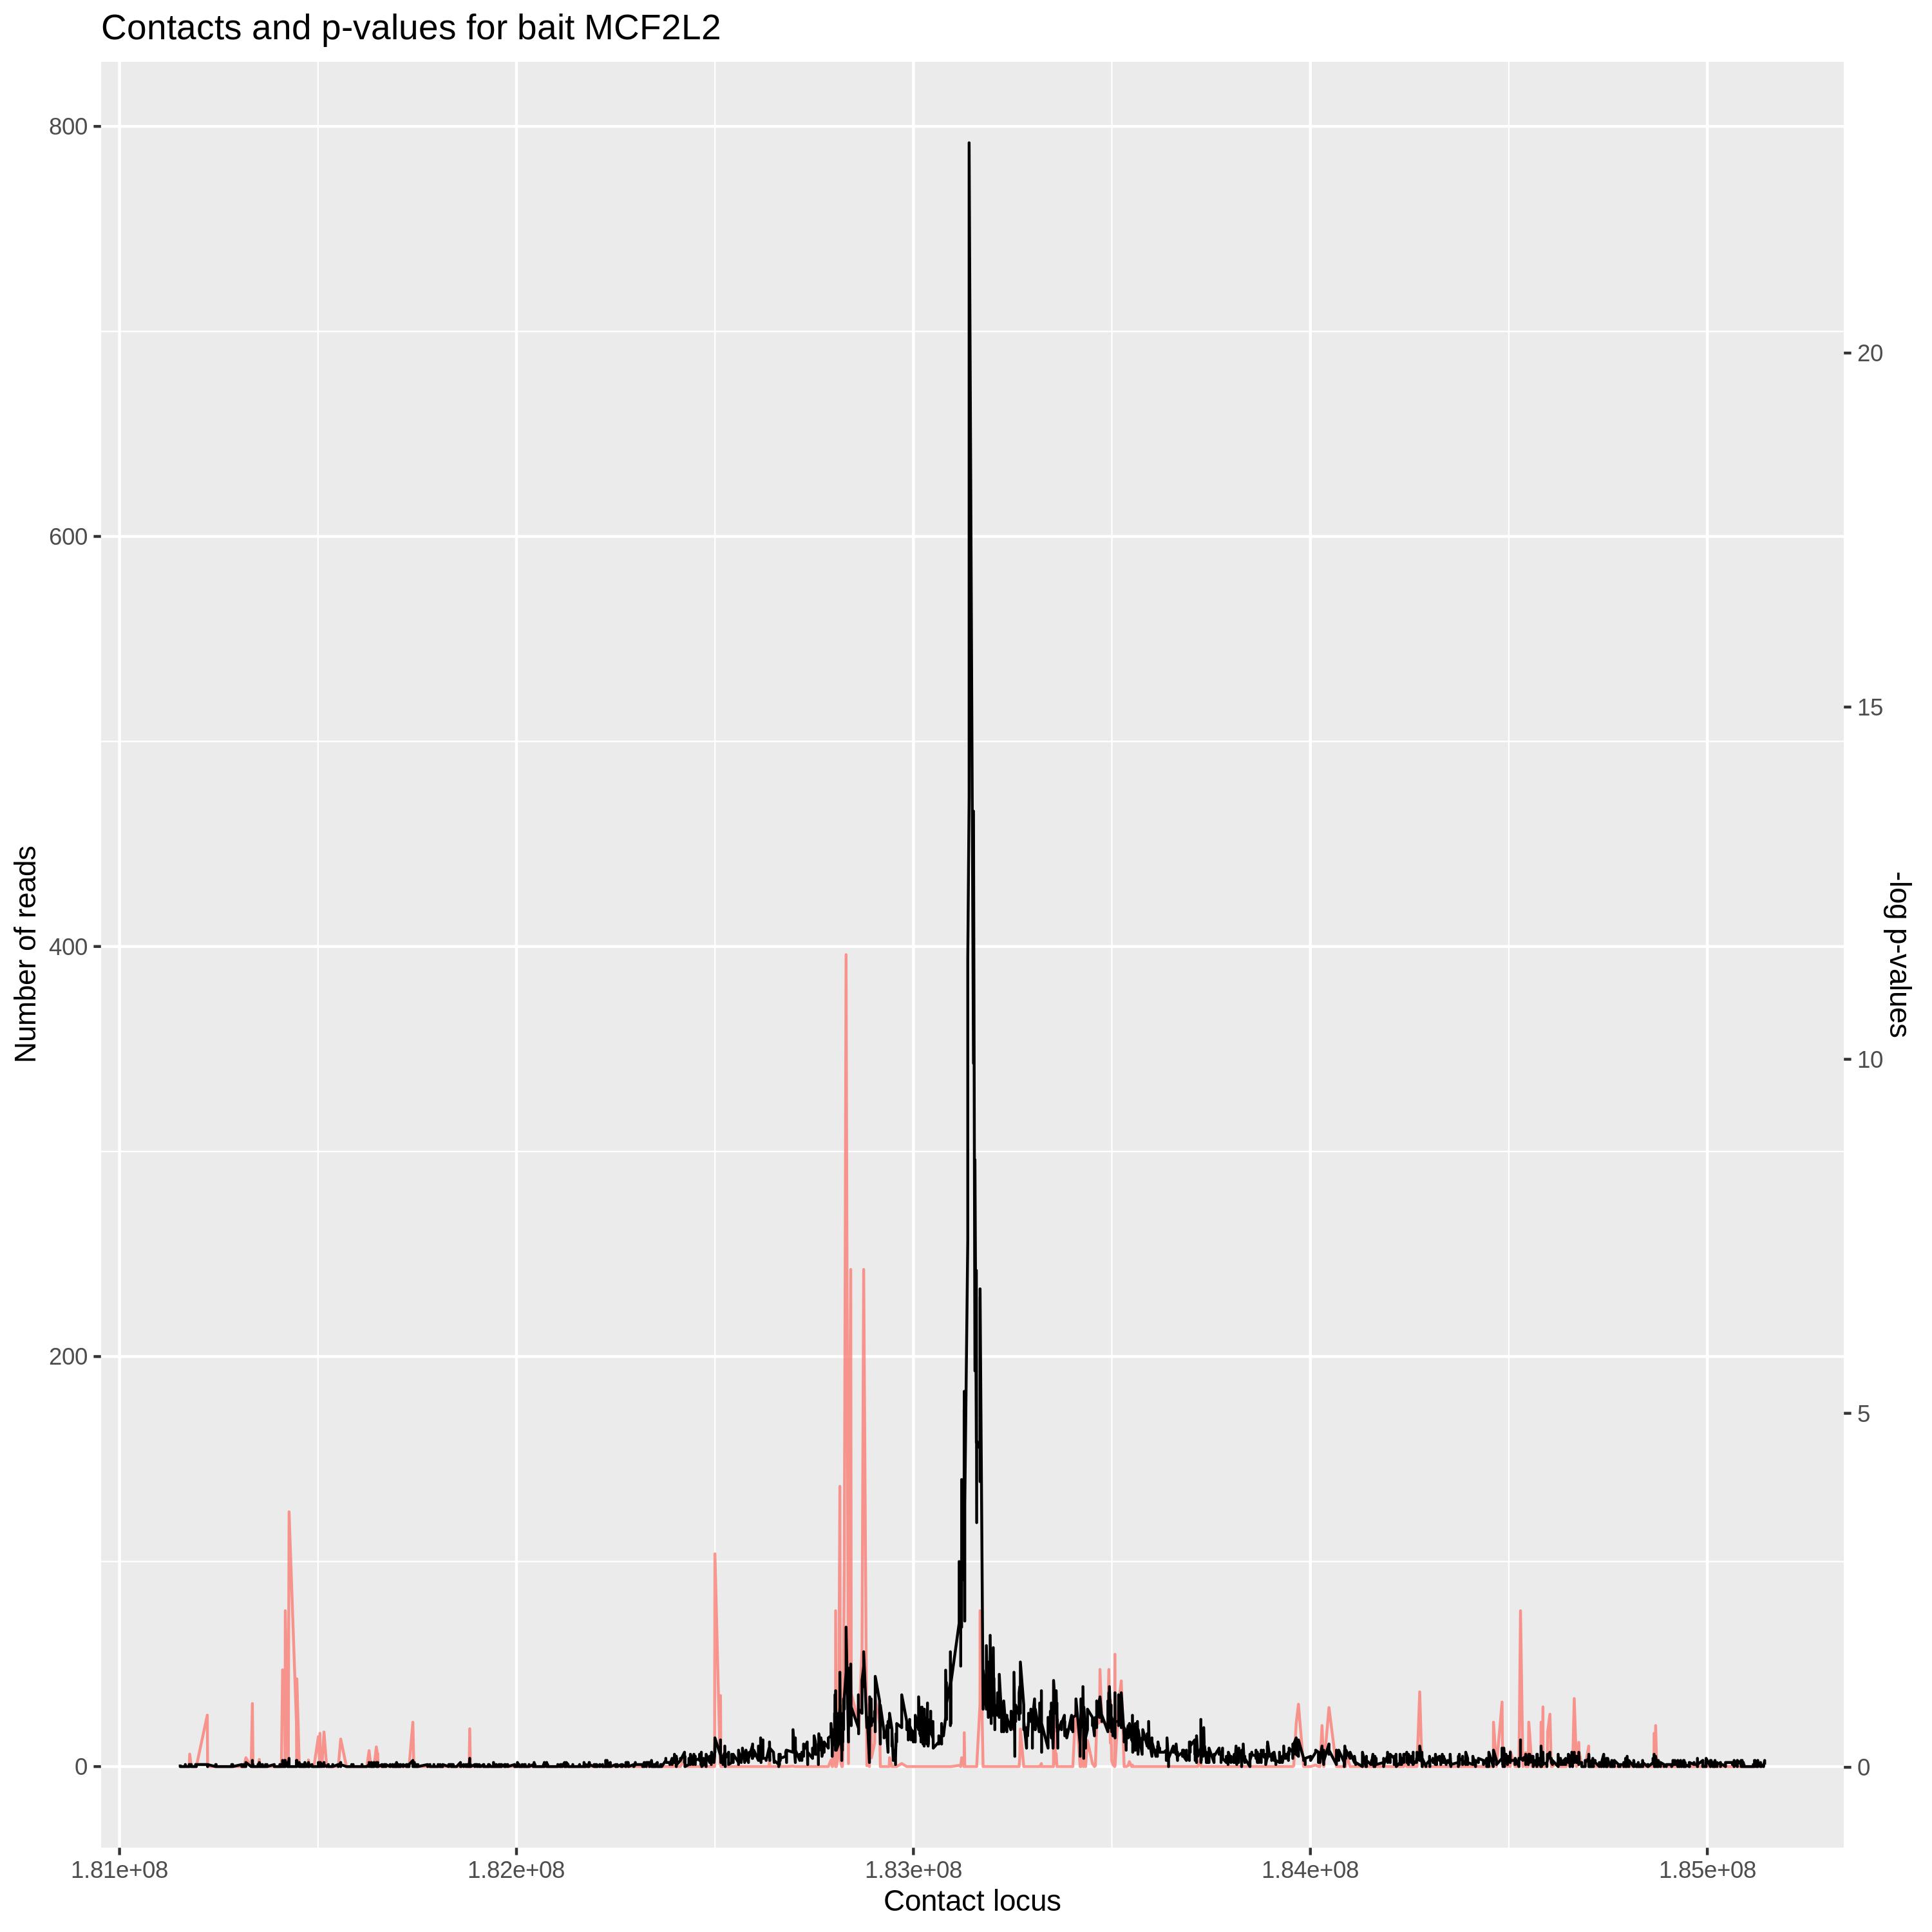 Contacts and p-values for bait MCF2L2
800
600
400
200
0
Number of reads
20
15
10
5
0
-log p-values
1.81e+08
1.82e+08
1.83e+08
1.84e+08
1.85e+08
Contact locus